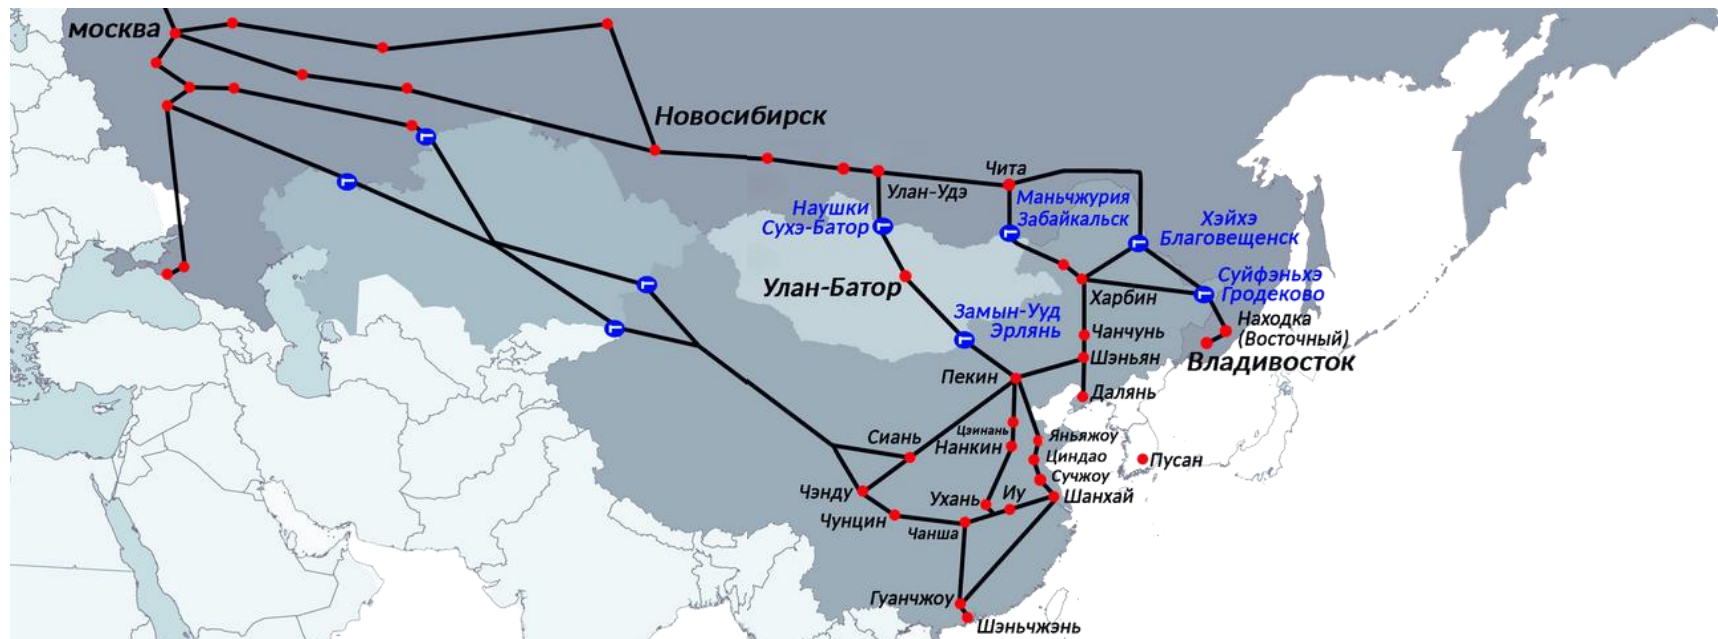 москва
Новосибирск
Чита
Улан-Удэ
Маньчжурия
Забайкальск
Наушки
Сухэ-Батор
Хэйхэ
Благовещенск
Суйфэньхэ
Гродеково
Улан-Батор
Харбин
Замын-Ууд
Эрлянь
Находка
(Восточный)
Чанчунь
Шэньян
Владивосток
Пекин
Далянь
Сиань
Цзинань
Яньяжоу
Нанкин
Циндао
Пусан
Сучжоу
Чэнду
Ухань
Иу
Шанхай
Чунцин
Чанша
Гуанчжоу
Шэньчжэнь